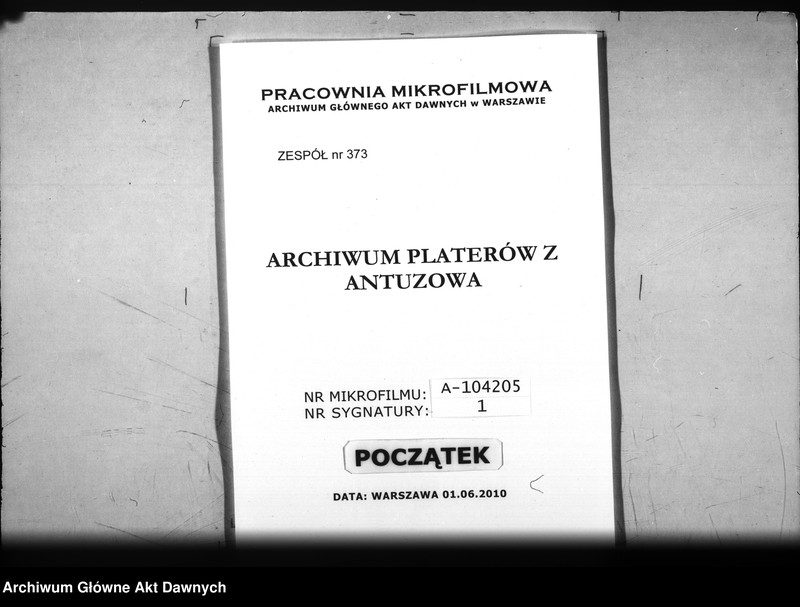 PRACOWNIA MIKROFILMOWA
ARCHIWUM GŁÓWNEGO AKT DAWNYCH w WARSZAWIE
ZESPÓŁ nr 373
ARCHIWUM PLATERÓW Z
ANTUZOWA
NR MIKROFILMU: A-104205
NR SYGNATURY: 1
POCZĄTEK
DATA: WARSZAWA 01.06.2010
Archiwum Główne Akt Dawnych